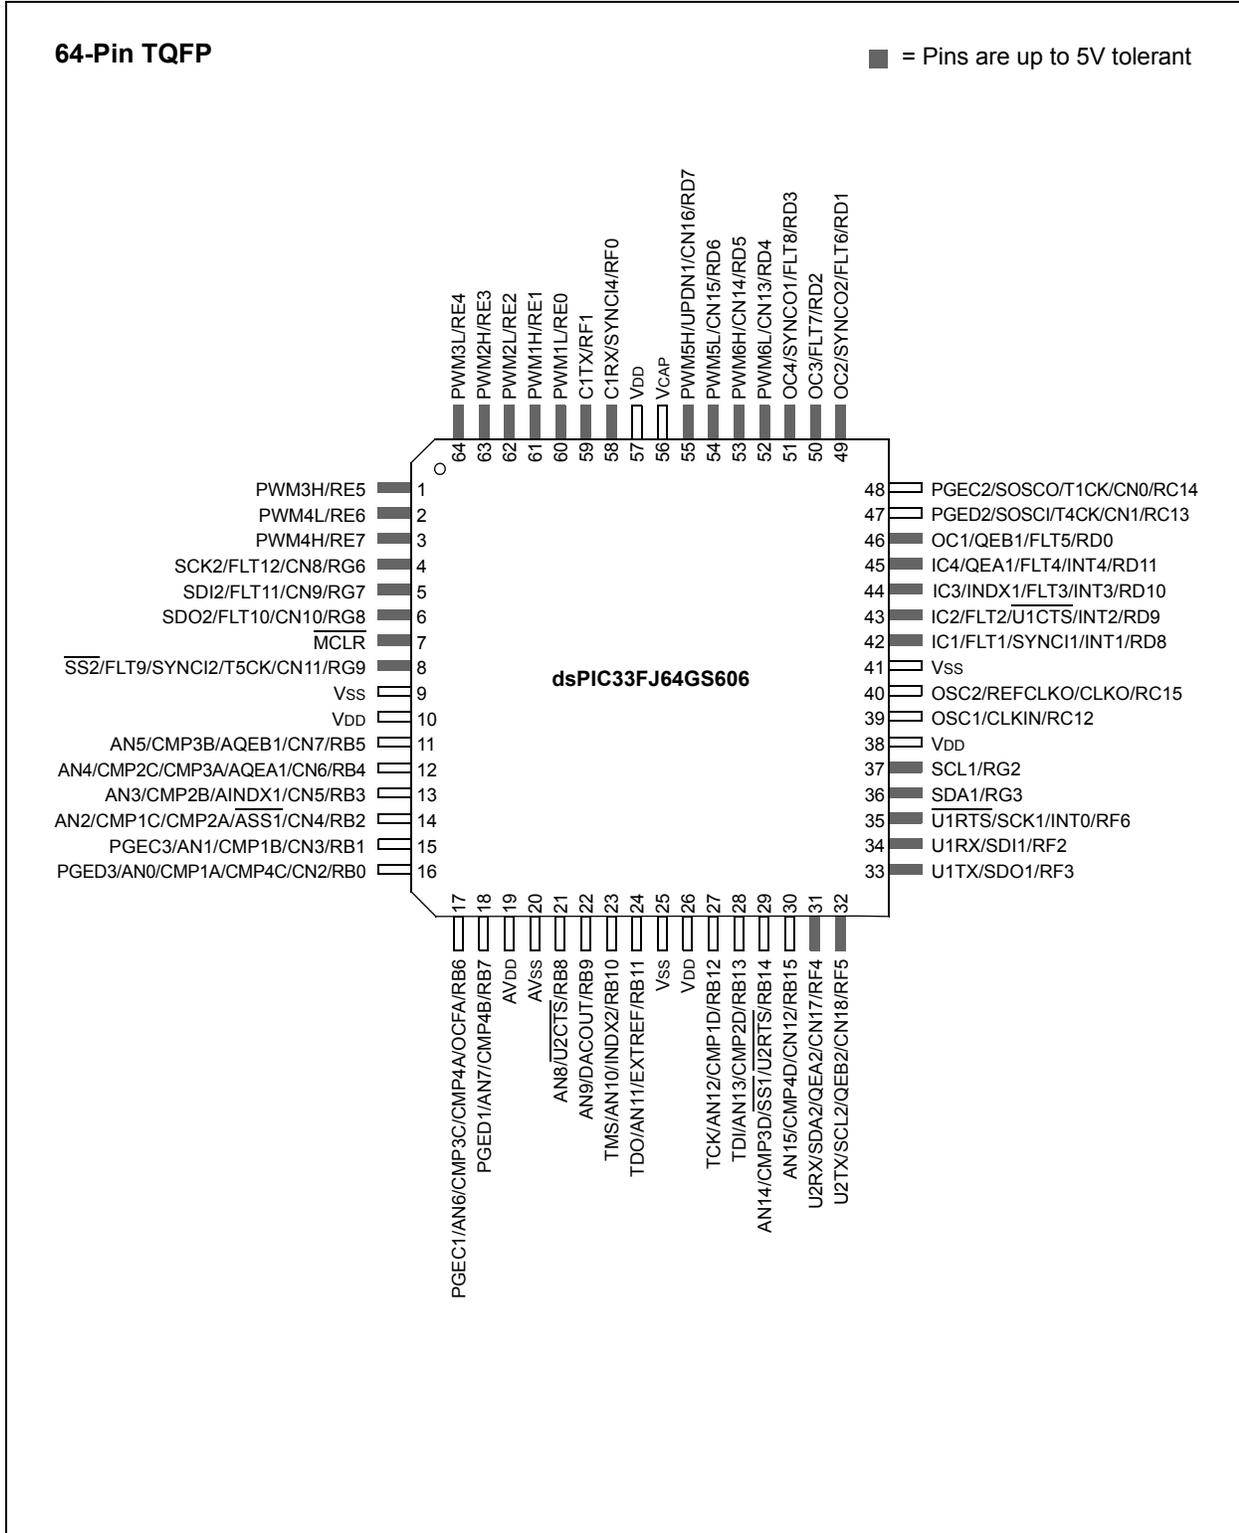 64-Pin TQFP
= Pins are up to 5V tolerant
64 PWM3L/RE4
63 PWM2H/RE3
62 PWM2L/RE2
61 PWM1H/RE1
60 PWM1L/RE0
59 C1TX/RF1
58 C1RX/SYNCI4/RF0
57 VDD
56 VCAP
55 PWM5H/UPDN1/CN16/RD7
54 PWM5L/CN15/RD6
53 PWM6H/CN14/RD5
52 PWM6L/CN13/RD4
51 OC4/SYNCO1/FLT8/RD3
50 OC3/FLT7/RD2
49 OC2/SYNCO2/FLT6/RD1
PWM3H/RE5 1
PWM4L/RE6 2
PWM4H/RE7 3
SCK2/FLT12/CN8/RG6 4
SDI2/FLT11/CN9/RG7 5
SDO2/FLT10/CN10/RG8 6
MCLR 7
SS2/FLT9/SYNCI2/T5CK/CN11/RG9 8
VSS 9
VDD 10
AN5/CMP3B/AQEB1/CN7/RB5 11
AN4/CMP2C/CMP3A/AQEA1/CN6/RB4 12
AN3/CMP2B/AINDX1/CN5/RB3 13
AN2/CMP1C/CMP2A/ASS1/CN4/RB2 14
PGEC3/AN1/CMP1B/CN3/RB1 15
PGED3/AN0/CMP1A/CMP4C/CN2/RB0 16
dsPIC33FJ64GS606
48 PGEC2/SOSCO/T1CK/CN0/RC14
47 PGED2/SOSCI/T4CK/CN1/RC13
46 OC1/QEB1/FLT5/RD0
45 IC4/QEA1/FLT4/INT4/RD11
44 IC3/INDX1/FLT3/INT3/RD10
43 IC2/FLT2/U1CTS/INT2/RD9
42 IC1/FLT1/SYNCI1/INT1/RD8
41 VSS
40 OSC2/REFCLKO/CLKO/RC15
39 OSC1/CLKIN/RC12
38 VDD
37 SCL1/RG2
36 SDA1/RG3
35 U1RTS/SCK1/INT0/RF6
34 U1RX/SDI1/RF2
33 U1TX/SDO1/RF3
17 PGEC1/AN6/CMP3C/CMP4A/OCFA/RB6
18 PGED1/AN7/CMP4B/RB7
19 AVDD
20 AVSS
21 AN8/U2CTS/RB8
22 AN9/DACOUT/RB9
23 TMS/AN10/INDX2/RB10
24 TDO/AN11/EXTREF/RB11
25 VSS
26 VDD
27 TCK/AN12/CMP1D/RB12
28 TDI/AN13/CMP2D/RB13
29 AN14/CMP3D/SS1/U2RTS/RB14
30 AN15/CMP4D/CN12/RB15
31 U2RX/SDA2/QEA2/CN17/RF4
32 U2TX/SCL2/QEB2/CN18/RF5